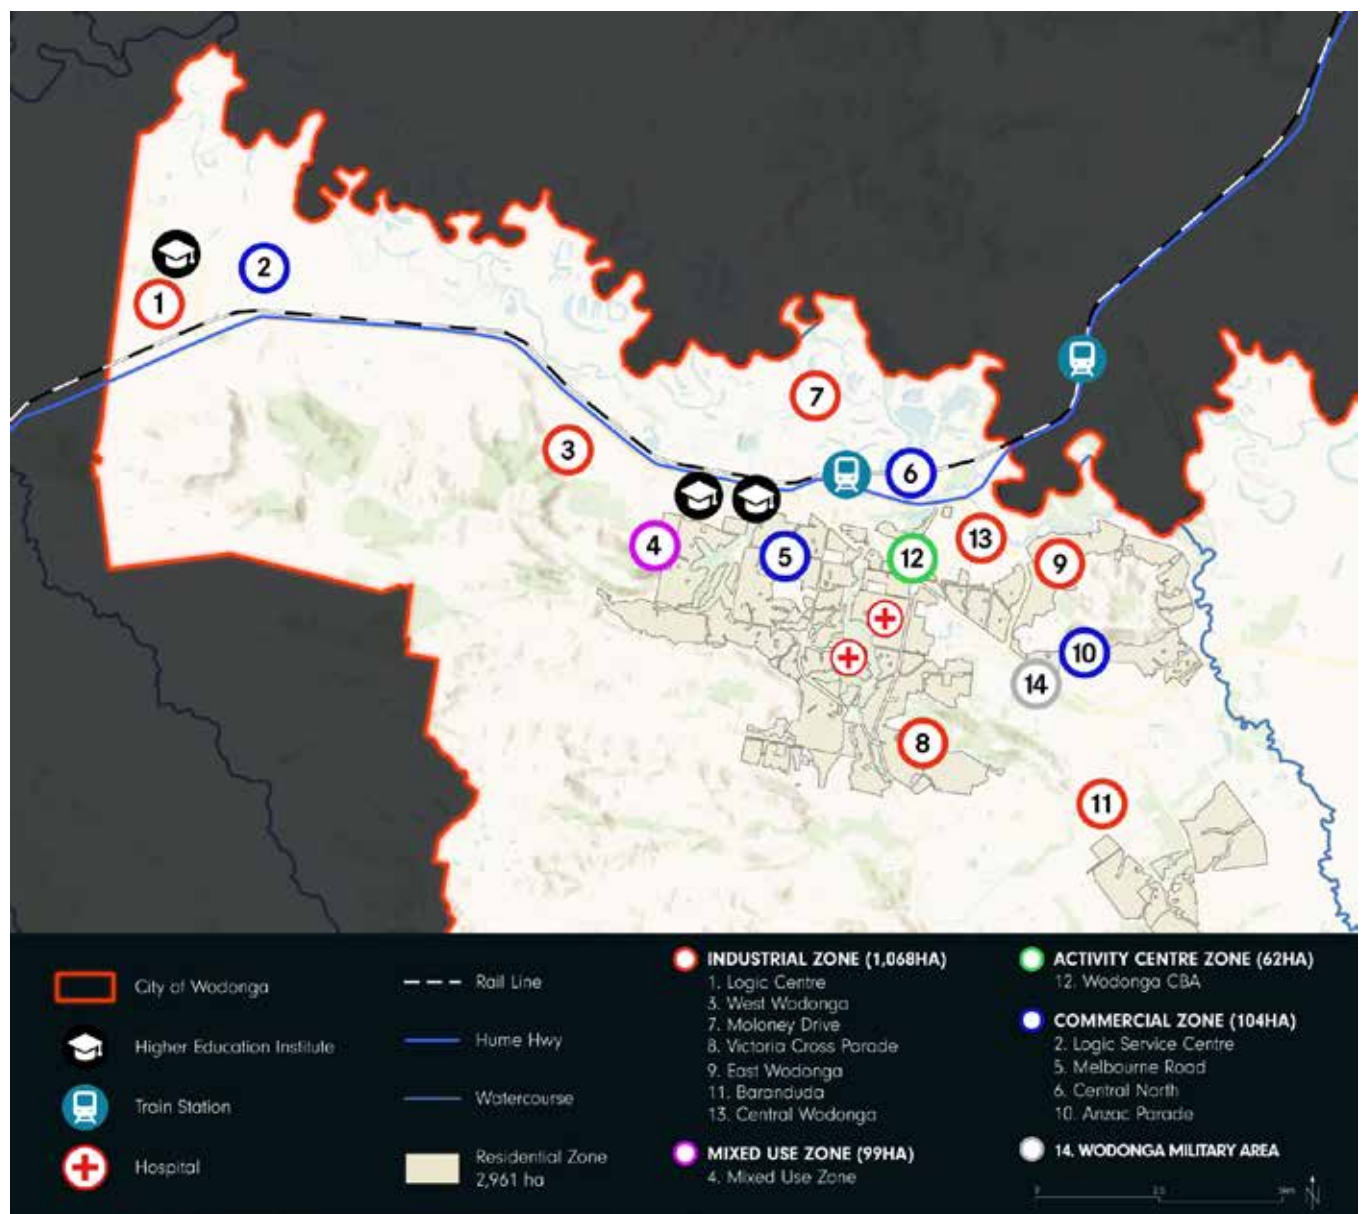 1
2
3
7
6
4
5
12
13
9
14
10
8
11
City of Wodonga
Higher Education Institute
Train Station
Hospital
Rail Line
Hume Hwy
Watercourse
Residential Zone
2,961 ha
INDUSTRIAL ZONE (1,068HA)
1. Logic Centre
3. West Wodonga
7. Moloney Drive
8. Victoria Cross Parade
9. East Wodonga
11. Baranduda
13. Central Wodonga
MIXED USE ZONE (99HA)
4. Mixed Use Zone
ACTIVITY CENTRE ZONE (62HA)
12. Wodonga CBA
COMMERCIAL ZONE (104HA)
2. Logic Service Centre
5. Melbourne Road
6. Central North
10. Anzac Parade
14. WODONGA MILITARY AREA
0 2.5 5km N